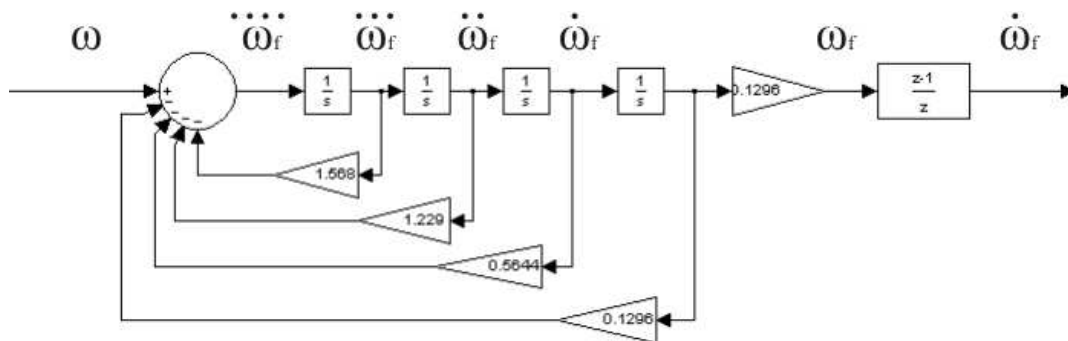 ω ω⃜f ω⃛f ω̈f ω̇f ωf ω̇f
+ - - - - 1/s 1/s 1/s 1/s 0.1296 z-1/z
1.568
1.229
0.5644
0.1296